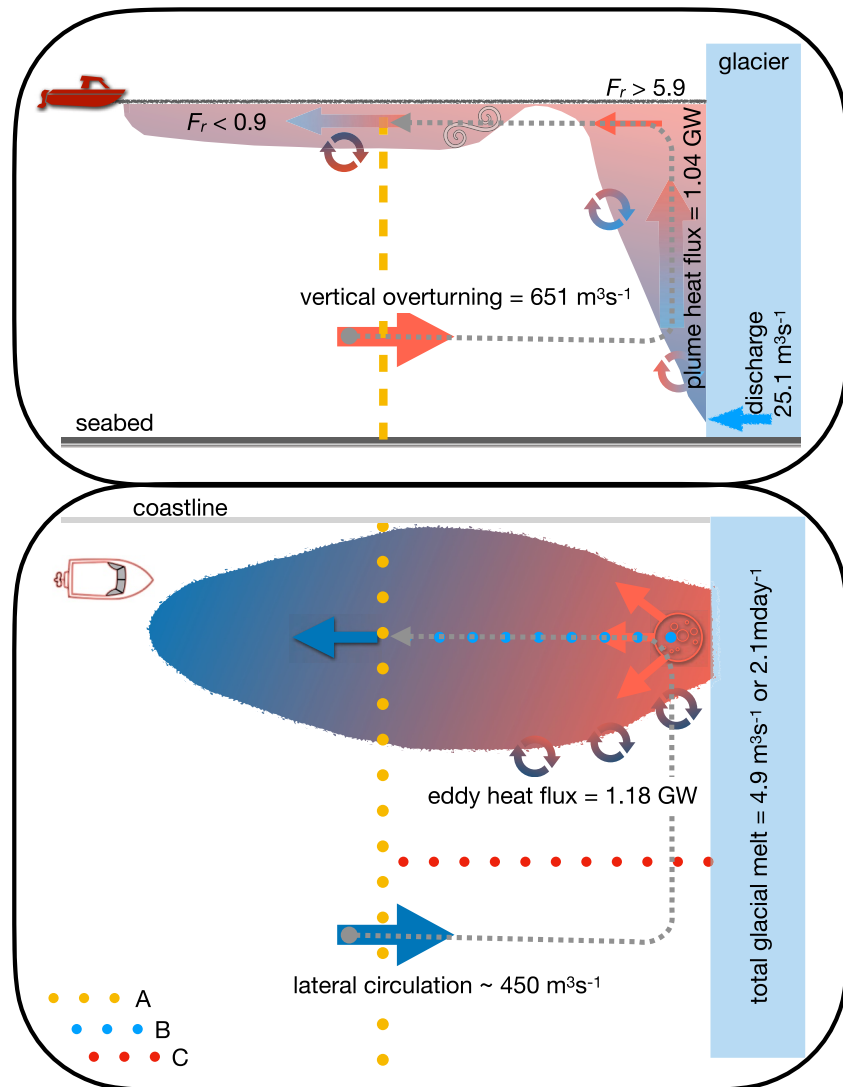 glacier
Fᵣ > 5.9
Fᵣ < 0.9
plume heat flux = 1.04 GW
vertical overturning = 651 m³s⁻¹
discharge
25.1 m³s⁻¹
seabed
coastline
eddy heat flux = 1.18 GW
total glacial melt = 4.9 m³s⁻¹ or 2.1mday⁻¹
lateral circulation ~ 450 m³s⁻¹
A
B
C